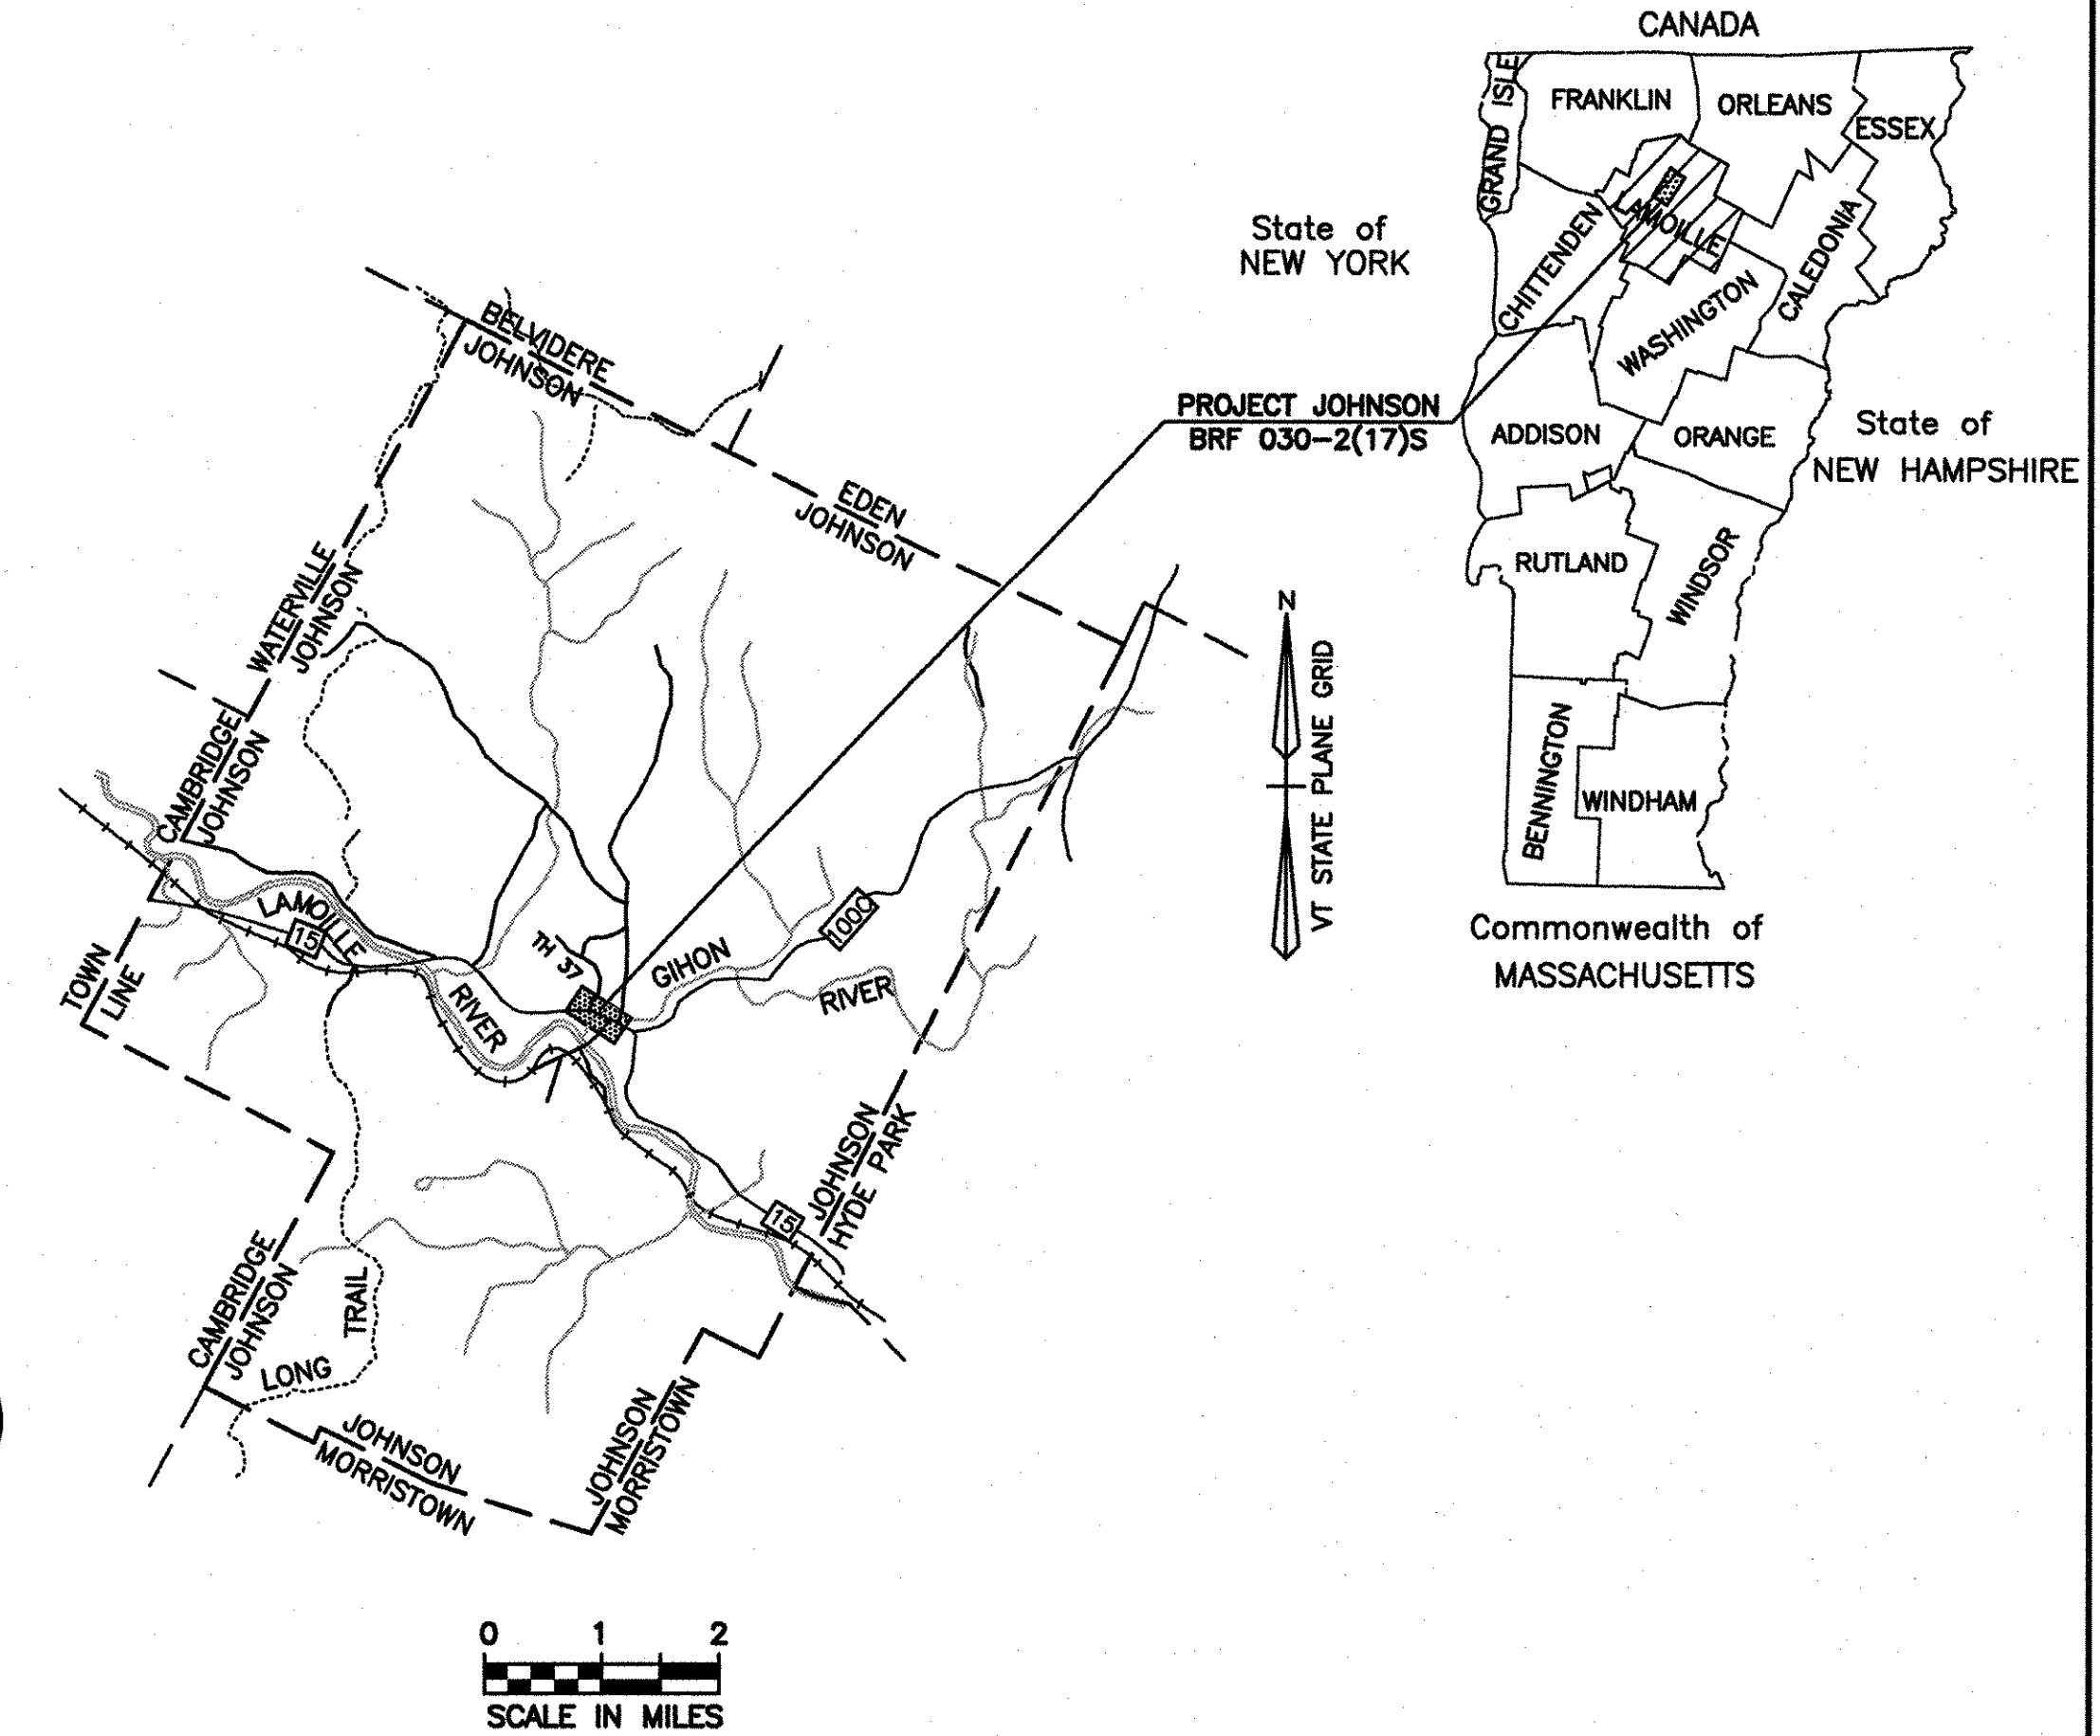 CANADA
GRAND ISLE
FRANKLIN
ORLEANS
ESSEX
LAMOILLE
CHITTENDEN
CALEDONIA
WASHINGTON
State of
NEW YORK
ADDISON
ORANGE
State of
NEW HAMPSHIRE
RUTLAND
WINDSOR
BENNINGTON
WINDHAM
Commonwealth of
MASSACHUSETTS
PROJECT JOHNSON
BRF 030-2(17)S
N
VT STATE PLANE GRID
BELVIDERE
JOHNSON
EDEN
JOHNSON
WATERVILLE
JOHNSON
CAMBRIDGE
JOHNSON
LAMOILLE
15
RIVER
TH 37
GIHON
100C
RIVER
TOWN
LINE
JOHNSON
HYDE PARK
15
CAMBRIDGE
JOHNSON
TRAIL
LONG
JOHNSON
MORRISTOWN
JOHNSON
MORRISTOWN
0 1 2
SCALE IN MILES